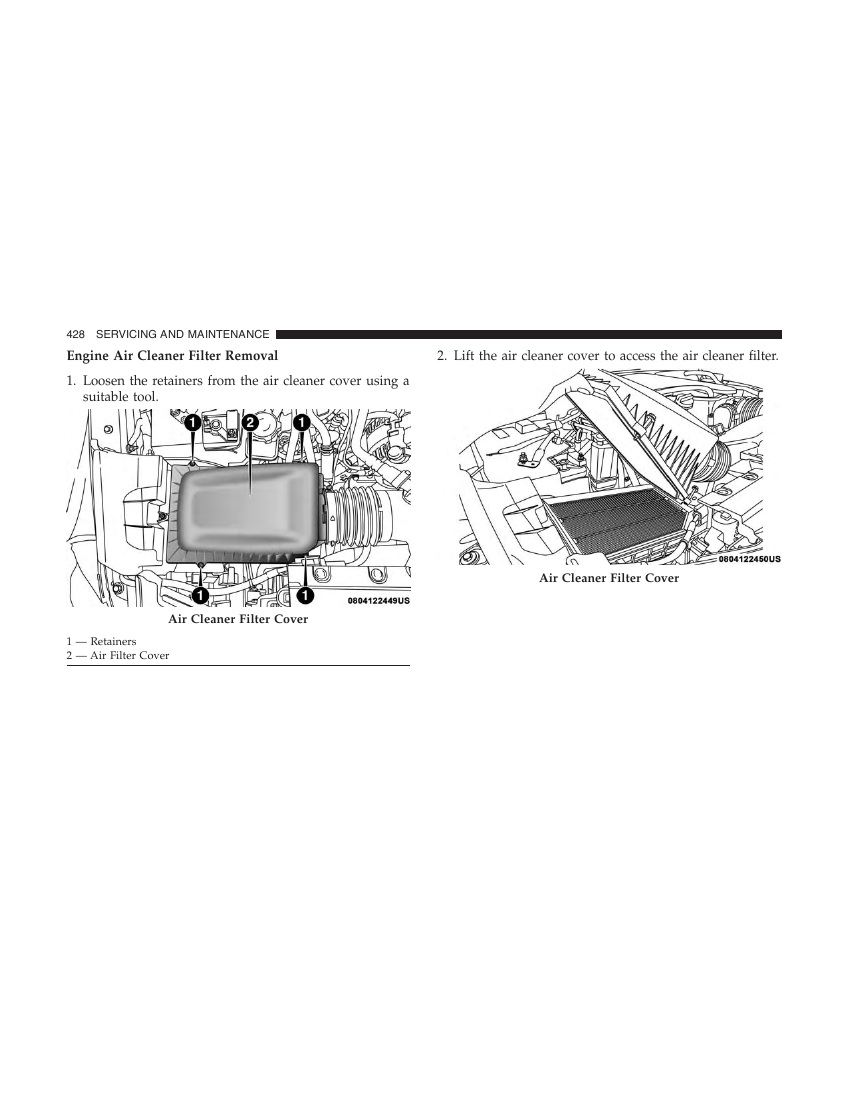 428 SERVICING AND MAINTENANCE
Engine Air Cleaner Filter Removal
1. Loosen the retainers from the air cleaner cover using a
suitable tool.
1 2 1
1 1
0804122449US
Air Cleaner Filter Cover
1 — Retainers
2 — Air Filter Cover
2. Lift the air cleaner cover to access the air cleaner filter.
0804122450US
Air Cleaner Filter Cover